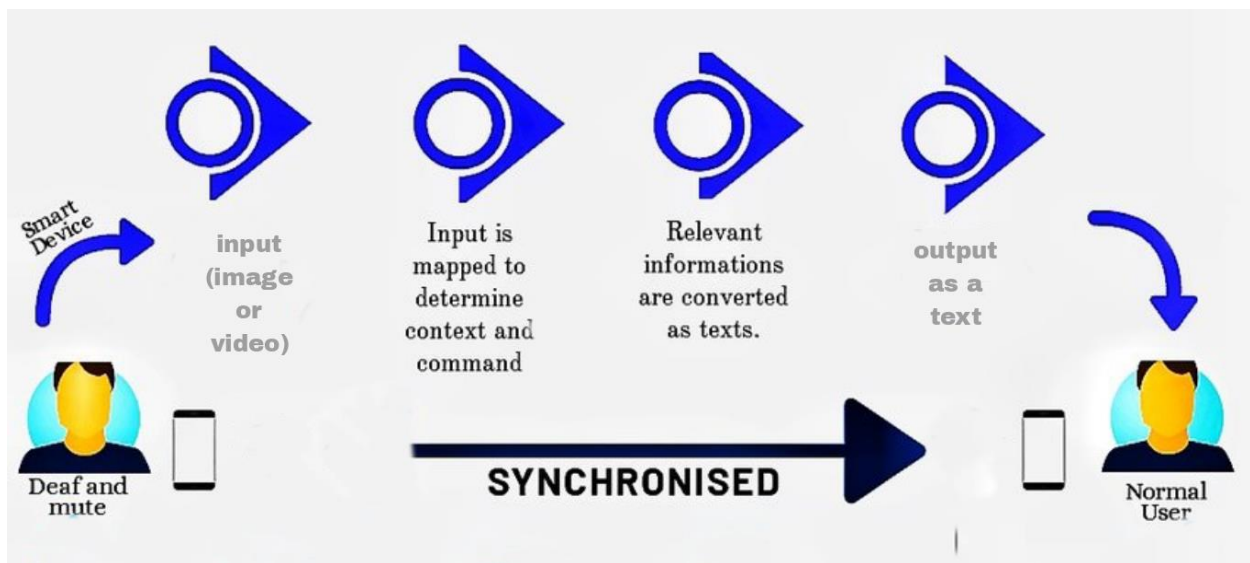 Smart
Device
input
(image
or
video)
Input is
mapped to
determine
context and
command
Relevant
informations
are converted
as texts.
output
as a
text
SYNCHRONISED
Deaf and
mute
Normal
User